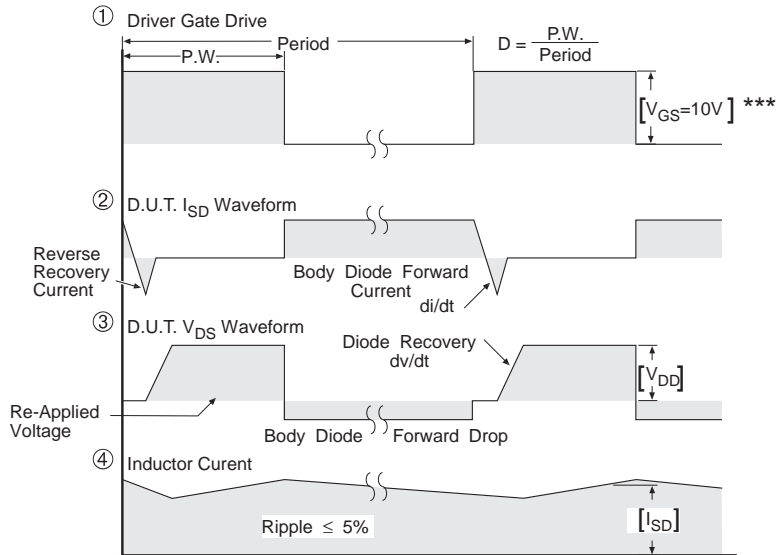 ① Driver Gate Drive
P.W.
Period
D = P.W.
Period
[VGS=10V] ***
② D.U.T. ISD Waveform
Reverse
Recovery
Current
Body Diode Forward
Current
di/dt
③ D.U.T. VDS Waveform
Diode Recovery
dv/dt
[VDD]
Re-Applied
Voltage
Body Diode Forward Drop
④ Inductor Curent
Ripple ≤ 5%
[ISD]